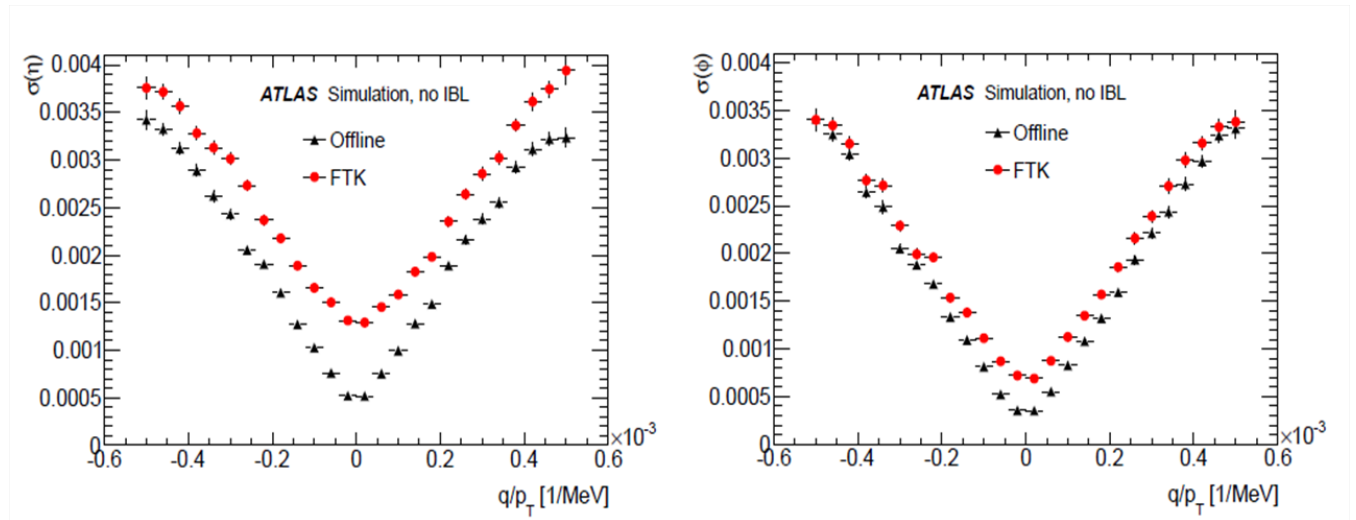 σ(η)
0.004
0.0035
0.003
0.0025
0.002
0.0015
0.001
0.0005
0
ATLAS Simulation, no IBL
Offline
FTK
-0.6 -0.4 -0.2 0 0.2 0.4 0.6
×10⁻³
q/p_T [1/MeV]
σ(ϕ)
0.004
0.0035
0.003
0.0025
0.002
0.0015
0.001
0.0005
0
ATLAS Simulation, no IBL
Offline
FTK
-0.6 -0.4 -0.2 0 0.2 0.4 0.6
×10⁻³
q/p_T [1/MeV]